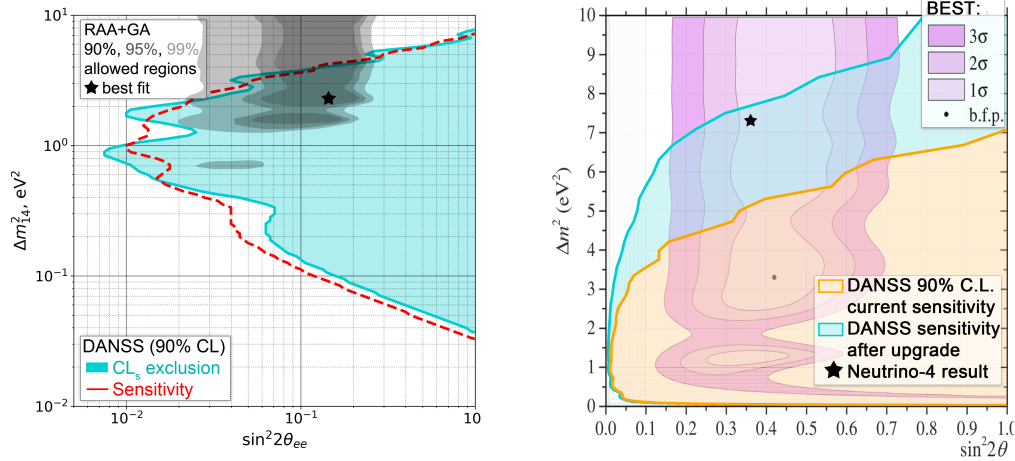 10¹
10⁰
10⁻¹
10⁻²
Δm²₁₄, eV²
RAA+GA
90%, 95%, 99%
allowed regions
★ best fit
DANSS (90% CL)
CLₛ exclusion
Sensitivity
10⁻²
10⁻¹
10⁰
sin²2θₑₑ
10
9
8
7
6
5
4
3
2
1
0
Δm² (eV²)
BEST:
3σ
2σ
1σ
b.f.p.
DANSS 90% C.L.
current sensitivity
DANSS sensitivity
after upgrade
★ Neutrino-4 result
0.0 0.1 0.2 0.3 0.4 0.5 0.6 0.7 0.8 0.9 1.0
sin²2θ